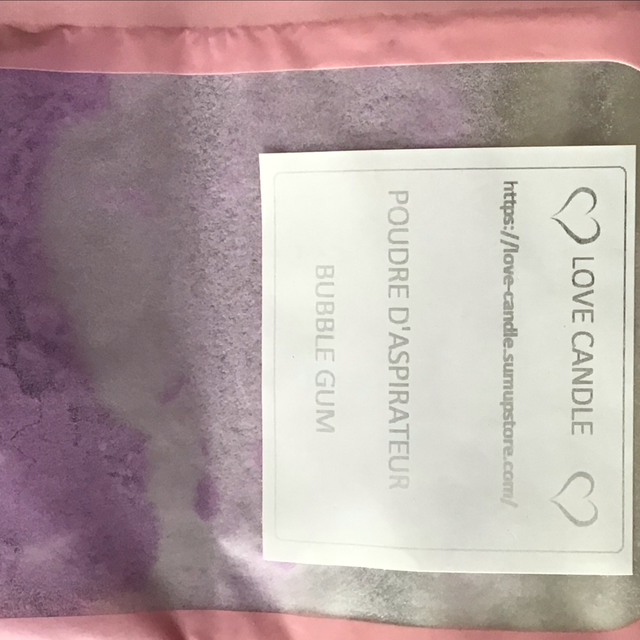 LOVE CANDLE
https://love-candle.sumupstore.com/
POUDRE D'ASPIRATEUR
BUBBLE GUM